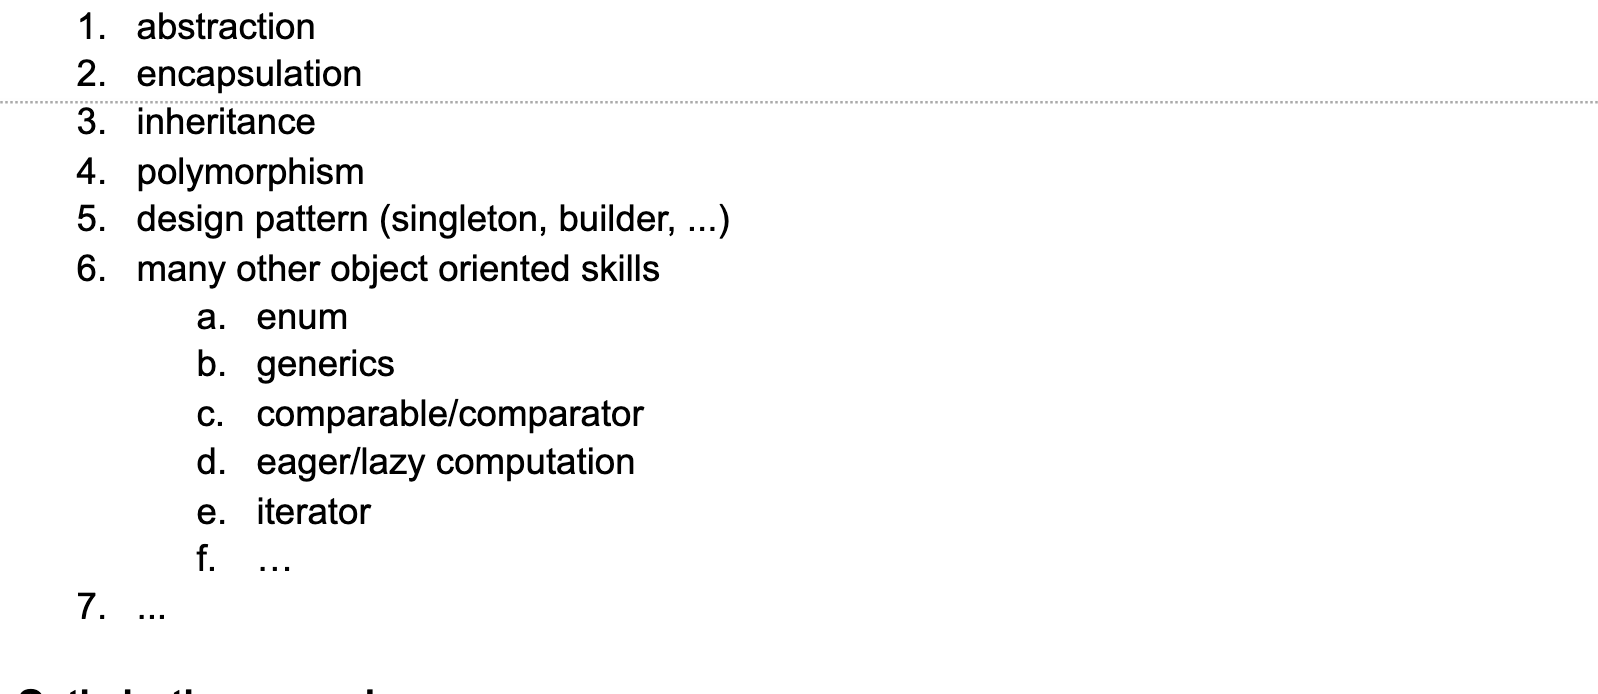 1. abstraction
2. encapsulation
3. inheritance
4. polymorphism
5. design pattern (singleton, builder, ...)
6. many other object oriented skills
a. enum
b. generics
c. comparable/comparator
d. eager/lazy computation
e. iterator
f. ...
7. ...